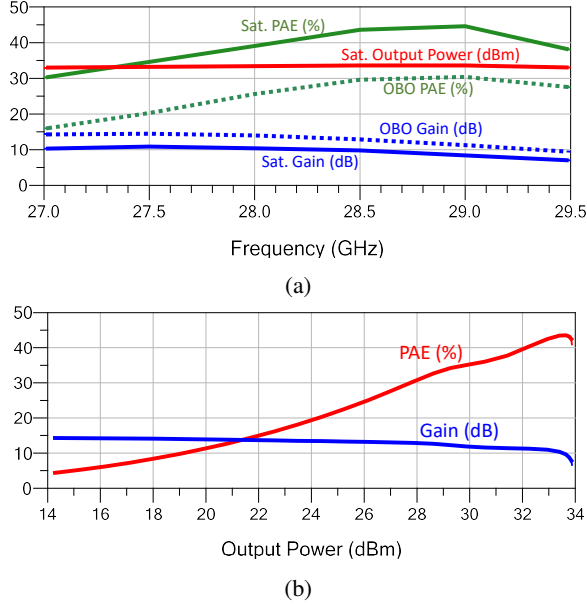 50
Sat. PAE (%)
40
Sat. Output Power (dBm)
30
OBO PAE (%)
20
OBO Gain (dB)
10
Sat. Gain (dB)
0
27.0 27.5 28.0 28.5 29.0 29.5
Frequency (GHz)
(a)
50
40
PAE (%)
30
20
Gain (dB)
10
0
14 16 18 20 22 24 26 28 30 32 34
Output Power (dBm)
(b)